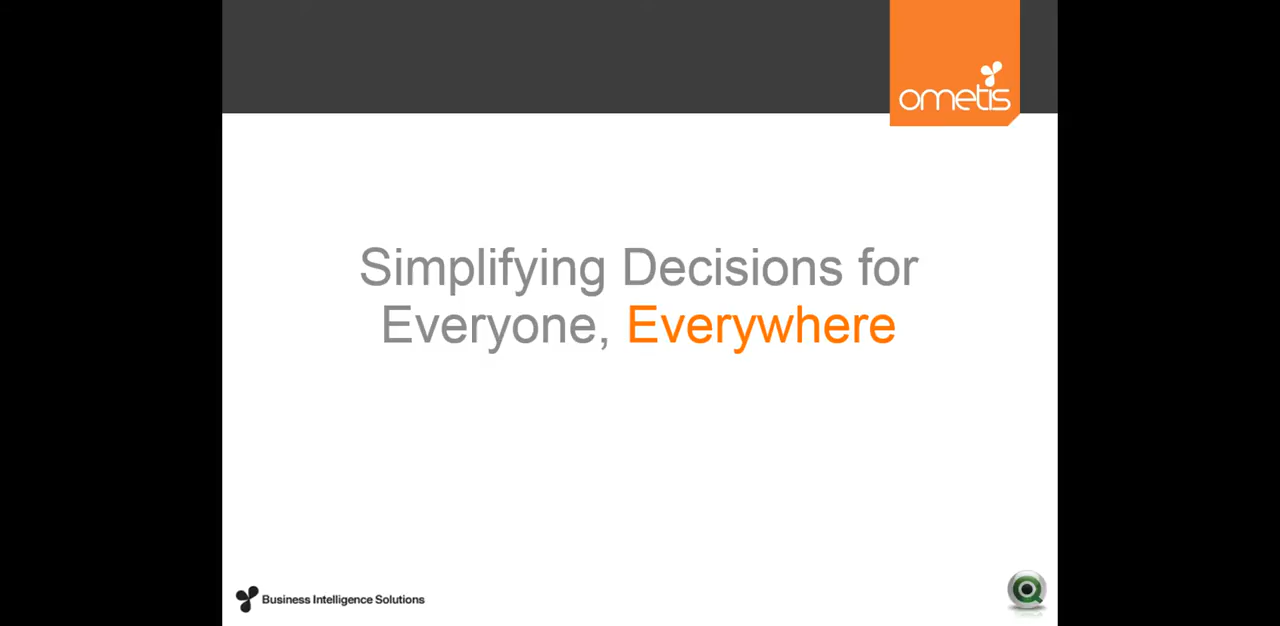 ometis
Simplifying Decisions for
Everyone, Everywhere
Business Intelligence Solutions